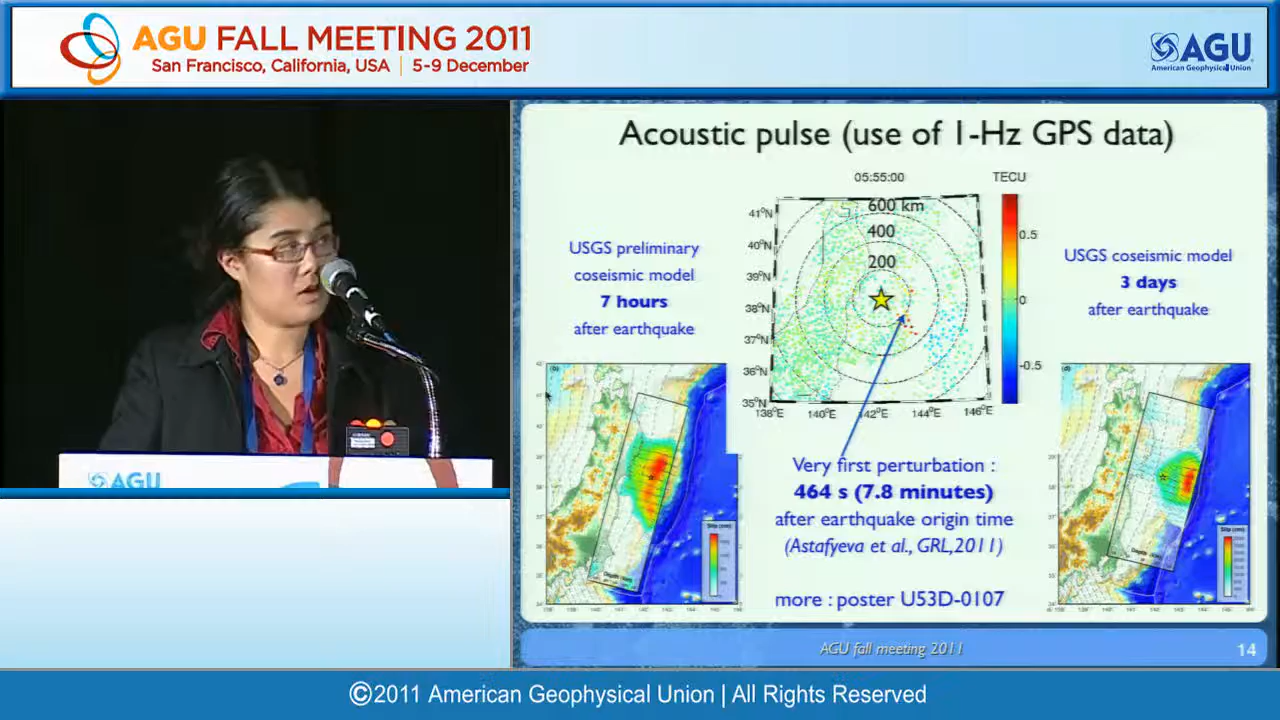 AGU FALL MEETING 2011
San Francisco, California, USA | 5-9 December
AGU
American Geophysical Union
Acoustic pulse (use of 1-Hz GPS data)
05:55:00
TECU
600 km
400
200
41°N
40°N
39°N
38°N
37°N
36°N
35°N
138°E 140°E 142°E 144°E 146°E
0.5
0
-0.5
USGS preliminary
coseismic model
7 hours
after earthquake
USGS coseismic model
3 days
after earthquake
Very first perturbation :
464 s (7.8 minutes)
after earthquake origin time
(Astafyeva et al., GRL,2011)
more : poster U53D-0107
AGU fall meeting 2011
14
AGU
©2011 American Geophysical Union | All Rights Reserved